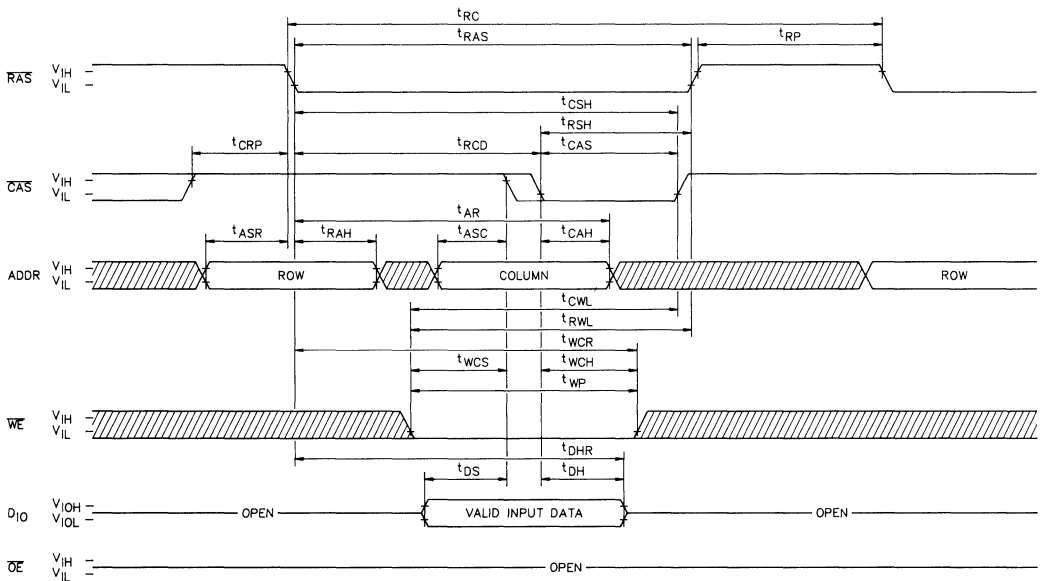 tRC
tRAS
tRP
RAS VIH
VIL
tCSH
tRSH
tCRP tRCD tCAS
CAS VIH
VIL
tAR
tASR tRAH tASC tCAH
ADDR VIH
VIL
ROW COLUMN ROW
tCWL
tRWL
tWCR
tWCS tWCH
tWP
WE VIH
VIL
tDHR
tDS tDH
DIO VIOH
VIOL
OPEN VALID INPUT DATA OPEN
OE VIH
VIL
OPEN